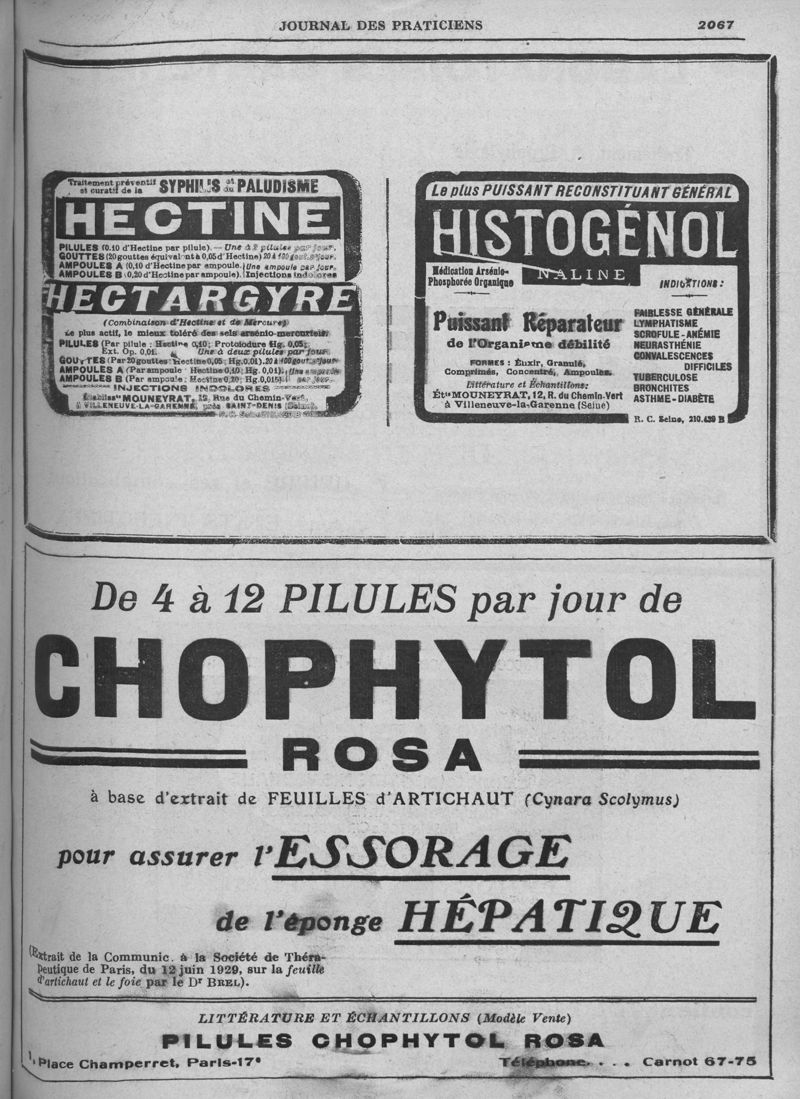 JOURNAL DES PRATICIENS
2067
Traitement préventif et curatif de la SYPHILIS et du PALUDISME
HECTINE
PILULES (0.10 d'Hectine par pilule). — Une à 2 pilules par jour.
GOUTTES (20 gouttes équivalent à 0,05 d'Hectine) 20 à 100 gouttes par jour.
AMPOULES A (0,10 d'Hectine par ampoule. (Une ampoule par jour.
AMPOULES B (0,20 d'Hectine par ampoule). (Injections indolores
HECTARGYRE
(Combinaison d'Hectine et de Mercure)
Le plus actif, le mieux toléré des sels arsénio-mercuriels.
PILULES (Par pilule : Hectine 0,10; Protoiodure Hg. 0,05;
Ext. Op. 0,01. Une à deux pilules par jour
GOUTTES (Par 20 gouttes : Hectine 0,05; Hg. 0,01). 20 à 100 gouttes
AMPOULES A (Par ampoule : Hectine 0,10; Hg. 0,01). Une ampoule
AMPOULES B (Par ampoule : Hectine 0,20; Hg. 0,015) par jour.
INJECTIONS INDOLORES
Établiss.ts MOUNEYRAT, 12, Rue du Chemin-Vert,
à VILLENEUVE-LA-GARENNE, près SAINT-DENIS (Seine).
Le plus PUISSANT RECONSTITUANT GÉNÉRAL
HISTOGÉNOL
NALINE
Médication Arsénio-
Phosphorée Organique
Puissant Réparateur
de l'Organisme débilité
FORMES : Élixir, Granulé,
Comprimés, Concentré, Ampoules.
Littérature et Échantillons:
Éts MOUNEYRAT, 12, R. du Chemin-Vert
à Villeneuve-la-Garenne (Seine)
INDICATIONS :
FAIBLESSE GÉNÉRALE
LYMPHATISME
SCROFULE - ANÉMIE
NEURASTHÉNIE
CONVALESCENCES
DIFFICILES
TUBERCULOSE
BRONCHITES
ASTHME - DIABÈTE
R. C. Seine, 210.439 B
De 4 à 12 PILULES par jour de
CHOPHYTOL
ROSA
à base d'extrait de FEUILLES d'ARTICHAUT (Cynara Scolymus)
pour assurer l'ESSORAGE
de l'éponge HÉPATIQUE
(Extrait de la Communic. à la Société de Théra-
peutique de Paris, du 12 juin 1929, sur la feuille
d'artichaut et le foie par le Dr BREL).
LITTÉRATURE ET ÉCHANTILLONS (Modèle Vente)
PILULES CHOPHYTOL ROSA
1, Place Champerret, Paris-17e
Téléphone. . . . Carnot 67-75